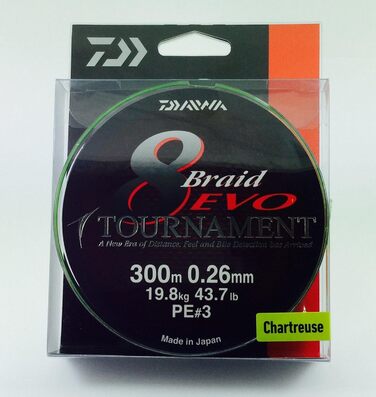 DAIWA
8 Braid
EVO
TOURNAMENT
A New Era of Distance, Feel and Bite Detection has Arrived
300m 0.26mm
19.8kg 43.7lb
PE#3
Chartreuse
Made in Japan